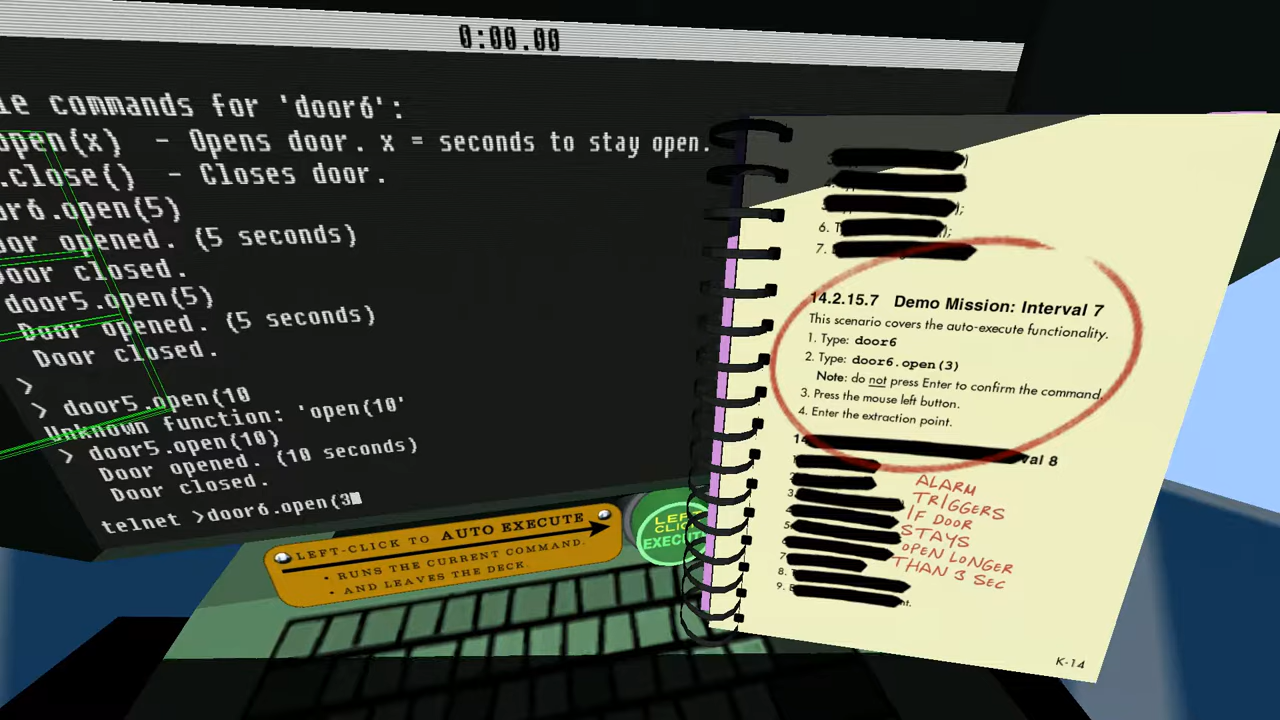 0:00.00
le commands for 'door6':
open(x) - Opens door. x = seconds to stay open.
.close() - Closes door.
or6.open(5)
oor opened. (5 seconds)
oor closed.
door5.open(5)
Door opened. (5 seconds)
Door closed.
>
> door5.open(10
Unknown function: 'open(10'
> door5.open(10)
Door opened. (10 seconds)
Door closed.
telnet >door6.open(3
LEFT-CLICK TO AUTO EXECUTE
• RUNS THE CURRENT COMMAND.
• AND LEAVES THE DECK.
LEFT
CLICK
EXECUT
6. T
7.
14.2.15.7 Demo Mission: Interval 7
This scenario covers the auto-execute functionality.
1. Type: door6
2. Type: door6.open(3)
Note: do not press Enter to confirm the command.
3. Press the mouse left button.
4. Enter the extraction point.
14 val 8
ALARM
TRIGGERS
IF DOOR
STAYS
OPEN LONGER
THAN 3 SEC
8.
9.
K-14